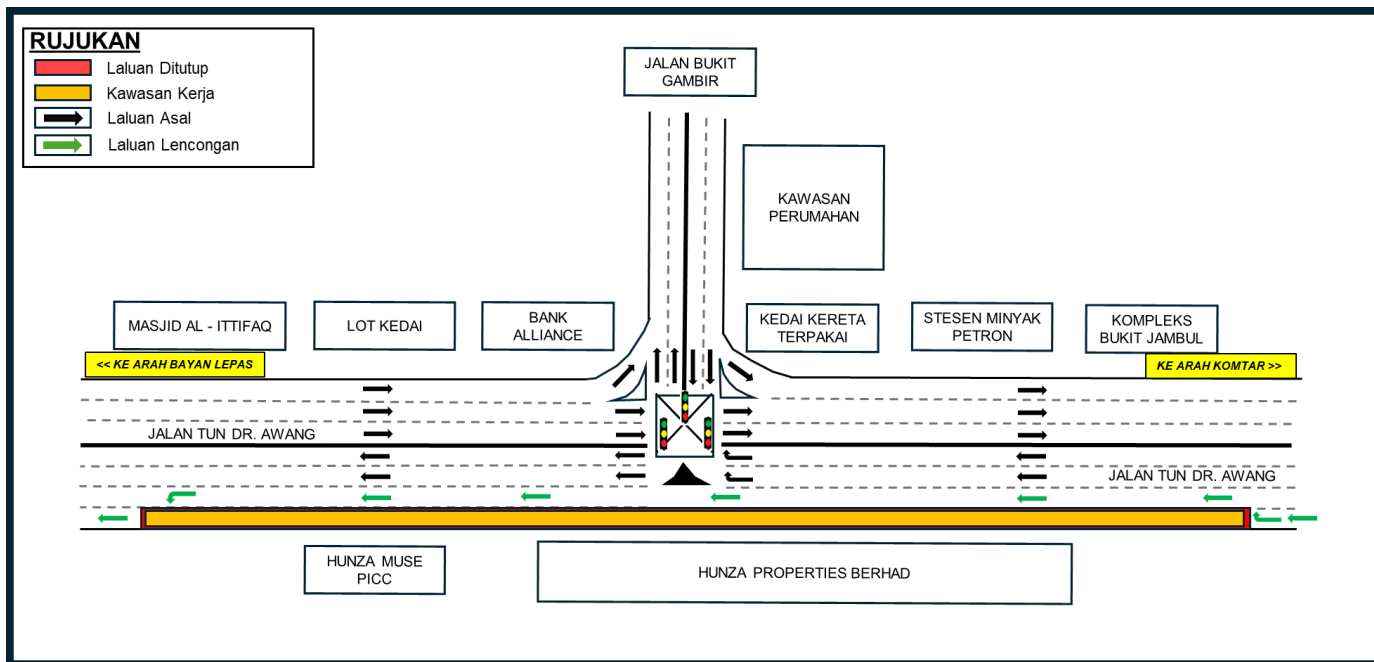 RUJUKAN
Laluan Ditutup
Kawasan Kerja
Laluan Asal
Laluan Lencongan
JALAN BUKIT
GAMBIR
KAWASAN
PERUMAHAN
MASJID AL - ITTIFAQ
LOT KEDAI
BANK
ALLIANCE
KEDAI KERETA
TERPAKAI
STESEN MINYAK
PETRON
KOMPLEKS
BUKIT JAMBUL
<< KE ARAH BAYAN LEPAS
KE ARAH KOMTAR >>
JALAN TUN DR. AWANG
JALAN TUN DR. AWANG
HUNZA MUSE
PICC
HUNZA PROPERTIES BERHAD